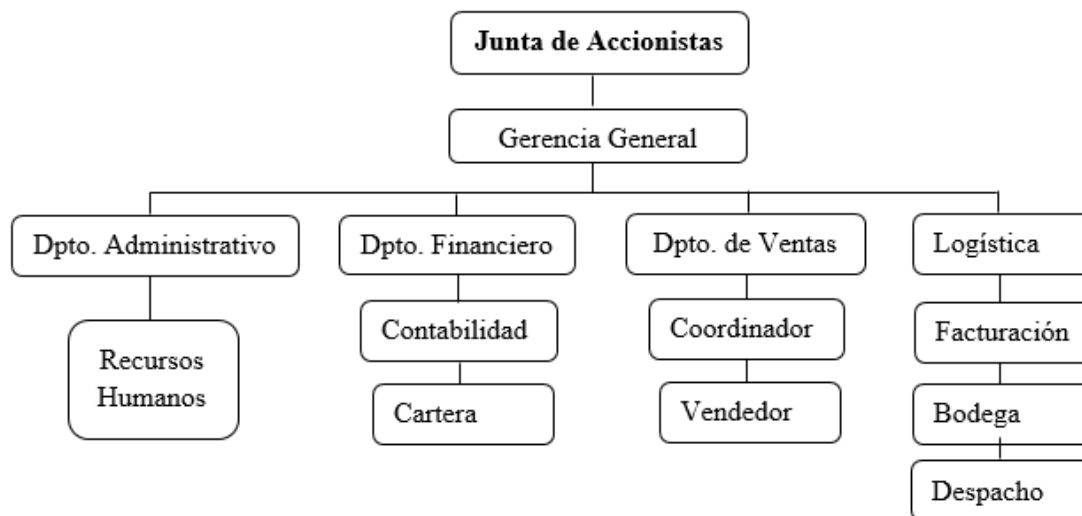 Junta de Accionistas
Gerencia General
Dpto. Administrativo
Dpto. Financiero
Dpto. de Ventas
Logística
Recursos
Humanos
Contabilidad
Coordinador
Facturación
Cartera
Vendedor
Bodega
Despacho